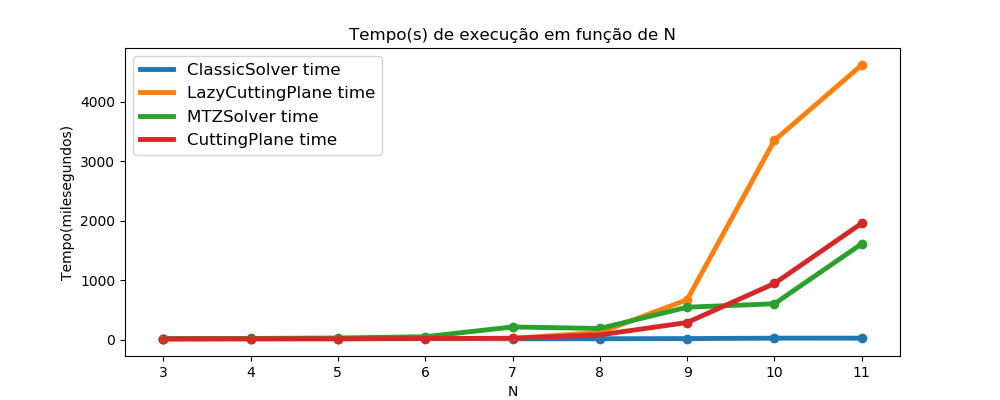 Tempo(s) de execução em função de N
ClassicSolver time
LazyCuttingPlane time
MTZSolver time
CuttingPlane time
Tempo(milesegundos)
4000
3000
2000
1000
0
3 4 5 6 7 8 9 10 11
N